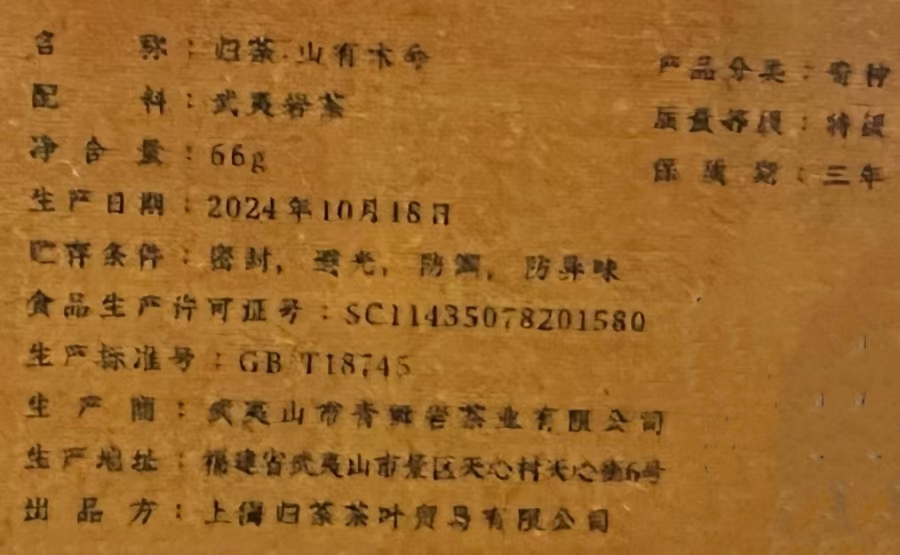 名 称：归茶·山有木兮
产品分类：奇种
配 料：武夷岩茶
质量等级：特级
净 含 量：66g
保 质 期：三年
生产日期：2024年10月18日
贮存条件：密封，避光，防潮，防异味
食品生产许可证号：SC11435078201580
生产标准号：GB T18745
生 产 商：武夷山市青 岩茶业有限公司
生产地址：福建省武夷山市景区天心村天心 6号
出 品 方：上海归茶茶叶贸易有限公司